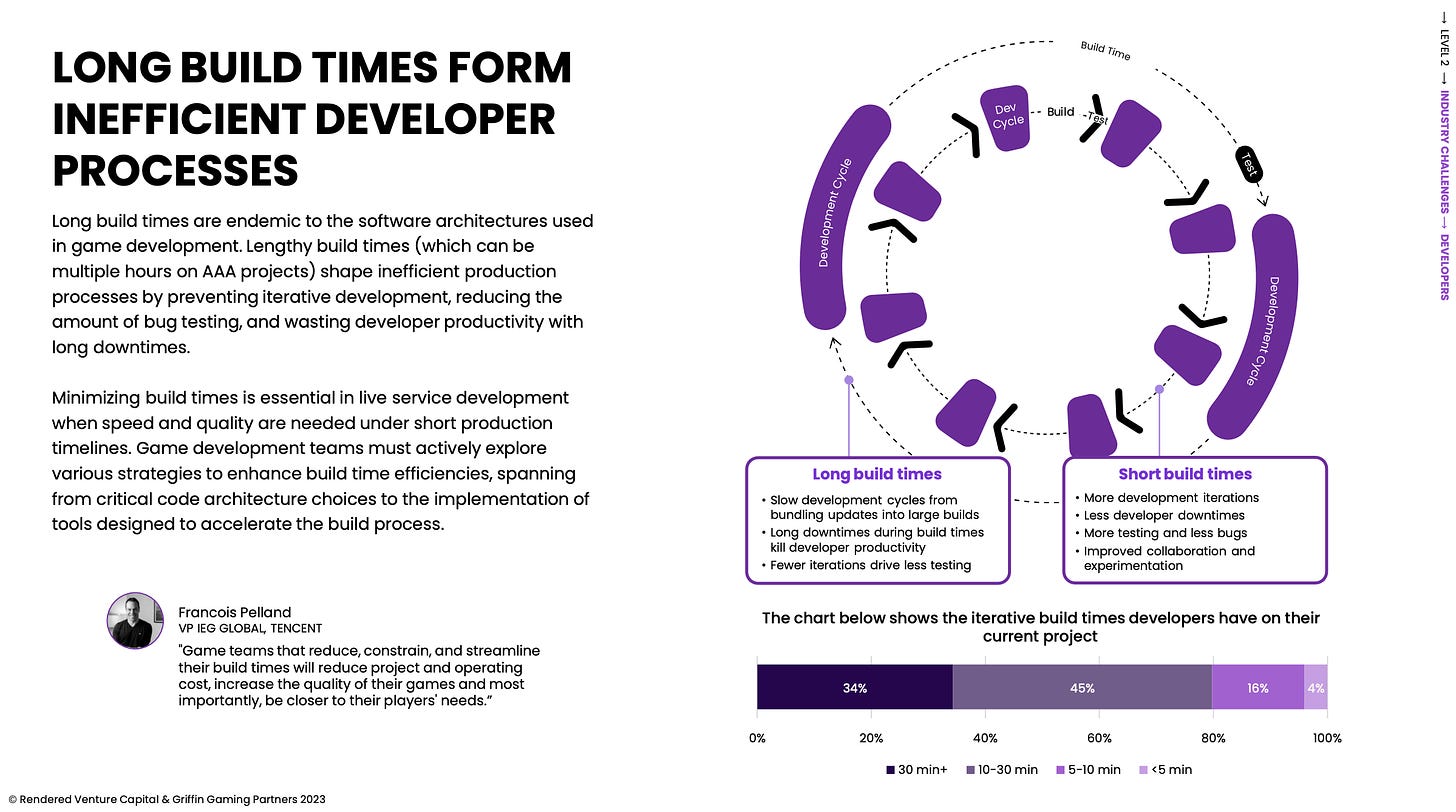 LONG BUILD TIMES FORM
INEFFICIENT DEVELOPER
PROCESSES
Long build times are endemic to the software architectures used
in game development. Lengthy build times (which can be
multiple hours on AAA projects) shape inefficient production
processes by preventing iterative development, reducing the
amount of bug testing, and wasting developer productivity with
long downtimes.
Minimizing build times is essential in live service development
when speed and quality are needed under short production
timelines. Game development teams must actively explore
various strategies to enhance build time efficiencies, spanning
from critical code architecture choices to the implementation of
tools designed to accelerate the build process.
Francois Pelland
VP IEG GLOBAL, TENCENT
"Game teams that reduce, constrain, and streamline
their build times will reduce project and operating
cost, increase the quality of their games and most
importantly, be closer to their players' needs.”
© Rendered Venture Capital & Griffin Gaming Partners 2023
Build Time
Test
Dev
Cycle
Build
Test
Development Cycle
Development Cycle
Long build times
• Slow development cycles from
bundling updates into large builds
• Long downtimes during build times
kill developer productivity
• Fewer iterations drive less testing
Short build times
• More development iterations
• Less developer downtimes
• More testing and less bugs
• Improved collaboration and
experimentation
The chart below shows the iterative build times developers have on their
current project
34% 45% 16% 4%
0% 20% 40% 60% 80% 100%
30 min+ 10-30 min 5-10 min <5 min
→ LEVEL 2 → INDUSTRY CHALLENGES → DEVELOPERS